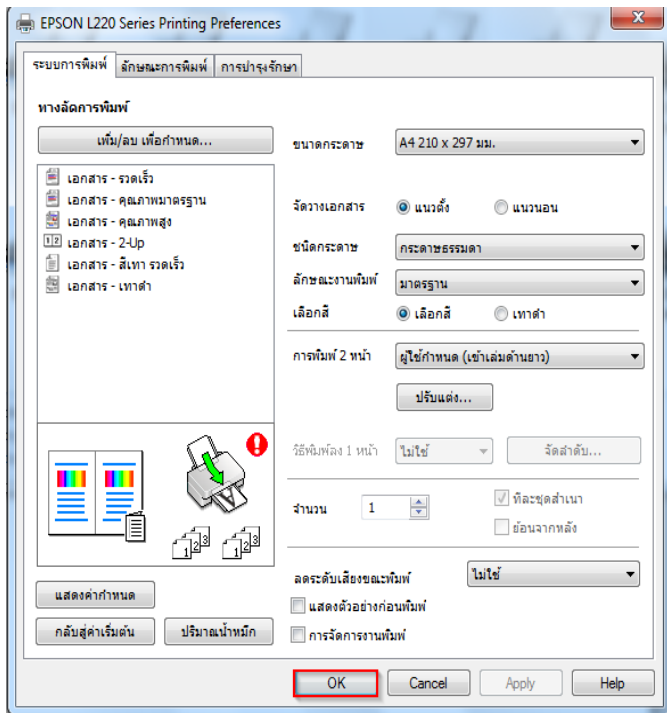 EPSON L220 Series Printing Preferences
x
ระบบการพิมพ์ ลักษณะการพิมพ์ การบำรุงรักษา
ทางลัดการพิมพ์
เพิ่ม/ลบ เพื่อกำหนด...
เอกสาร - รวดเร็ว
เอกสาร - คุณภาพมาตรฐาน
เอกสาร - คุณภาพสูง
1 2 เอกสาร - 2-Up
เอกสาร - สีเทา รวดเร็ว
เอกสาร - เทาดำ
A
1 2 3 1 2 3
แสดงค่ากำหนด
กลับสู่ค่าเริ่มต้น ปริมาณน้ำหมึก
ขนาดกระดาษ A4 210 x 297 มม.
จัดวางเอกสาร แนวตั้ง แนวนอน
ชนิดกระดาษ กระดาษธรรมดา
ลักษณะงานพิมพ์ มาตรฐาน
เลือกสี เลือกสี เทาดำ
การพิมพ์ 2 หน้า ผู้ใช้กำหนด (เข้าเล่มด้านยาว)
ปรับแต่ง...
วิธีพิมพ์ลง 1 หน้า ไม่ใช้ จัดลำดับ...
จำนวน 1 ทีละชุดสำเนา
ย้อนจากหลัง
ลดระดับเสียงขณะพิมพ์ ไม่ใช้
แสดงตัวอย่างก่อนพิมพ์
การจัดการงานพิมพ์
OK Cancel Apply Help